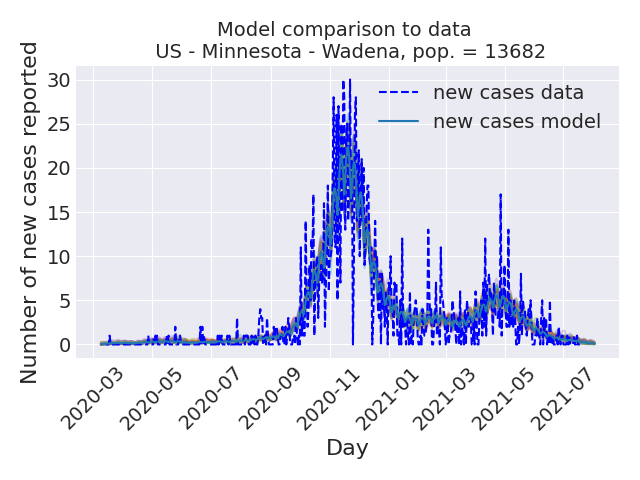 Model comparison to data
US - Minnesota - Wadena, pop. = 13682
Number of new cases reported
30
25
20
15
10
5
0
new cases data
new cases model
2020-03
2020-05
2020-07
2020-09
2020-11
2021-01
2021-03
2021-05
2021-07
Day